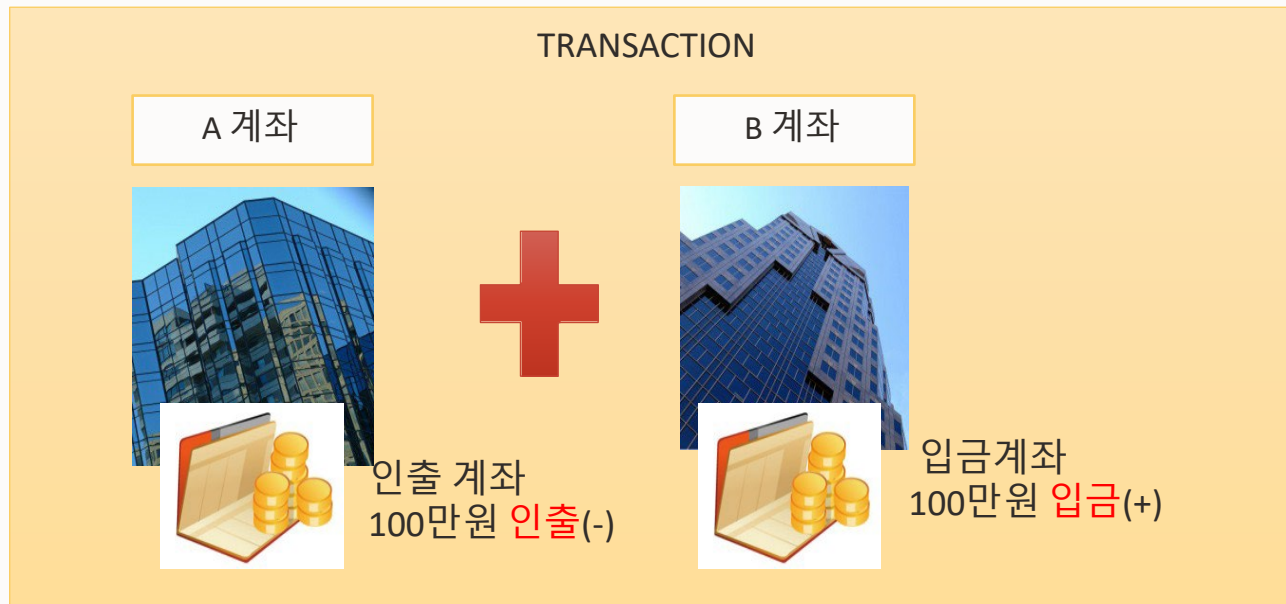 TRANSACTION
A 계좌
B 계좌
인출 계좌
100만원 인출(-)
입금계좌
100만원 입금(+)